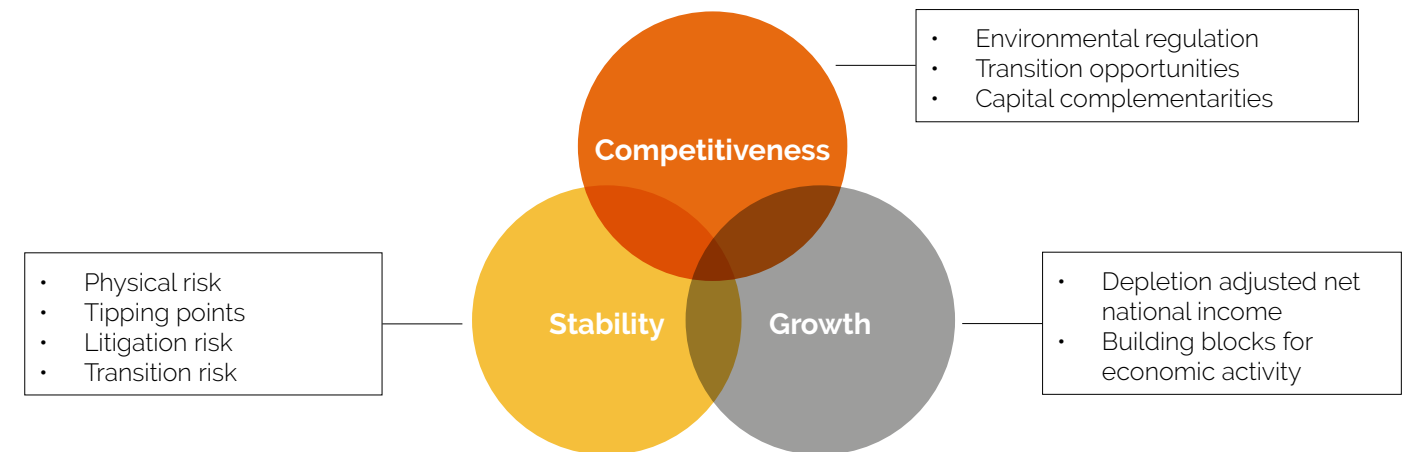 • Environmental regulation
• Transition opportunities
• Capital complementarities
Competitiveness
• Physical risk
• Tipping points
• Litigation risk
• Transition risk
Stability
Growth
• Depletion adjusted net
national income
• Building blocks for
economic activity